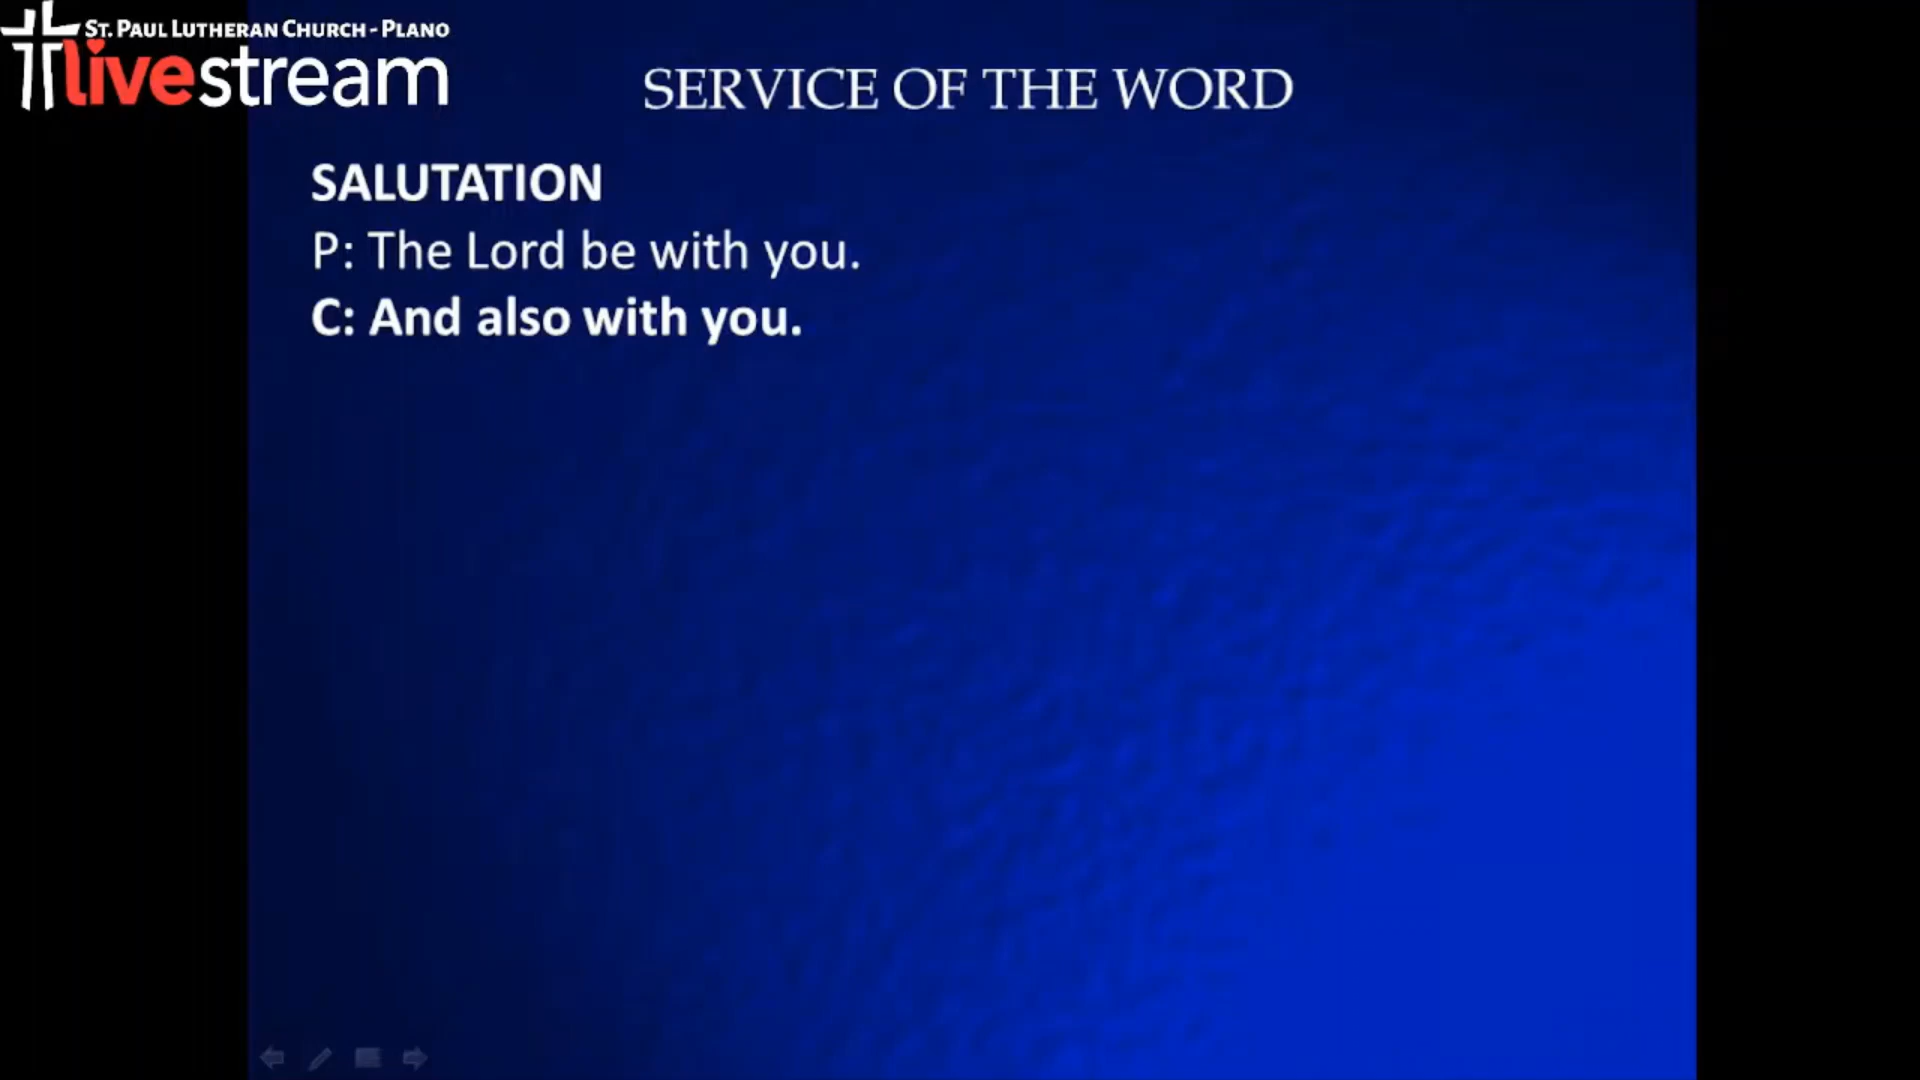 ST. PAUL LUTHERAN CHURCH - PLANO
livestream
SERVICE OF THE WORD
SALUTATION
P: The Lord be with you.
C: And also with you.